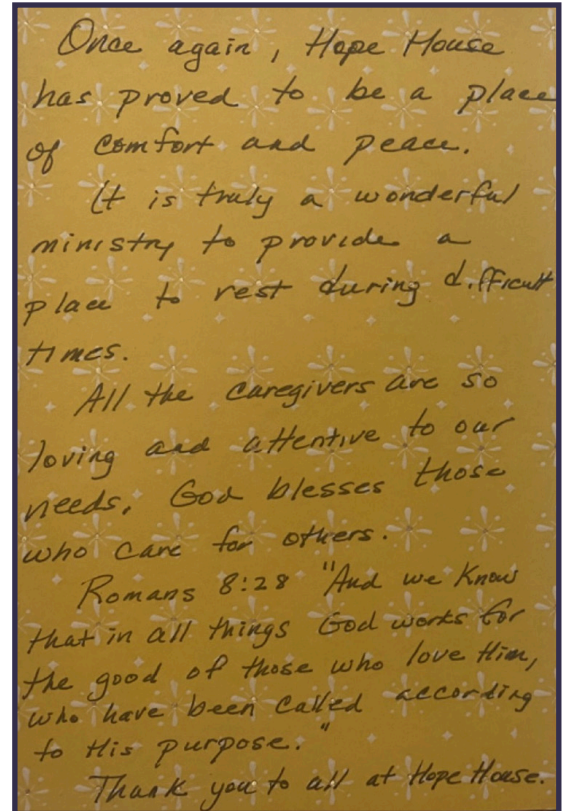 Once again, Hope House
has proved to be a place
of comfort and peace.
It is truly a wonderful
ministry to provide a
place to rest during difficult
times.
All the caregivers are so
loving and attentive to our
needs. God blesses those
who care for others.
Romans 8:28 "And we know
that in all things God works for
the good of those who love Him,
who have been called according
to His purpose."
Thank you to all at Hope House.